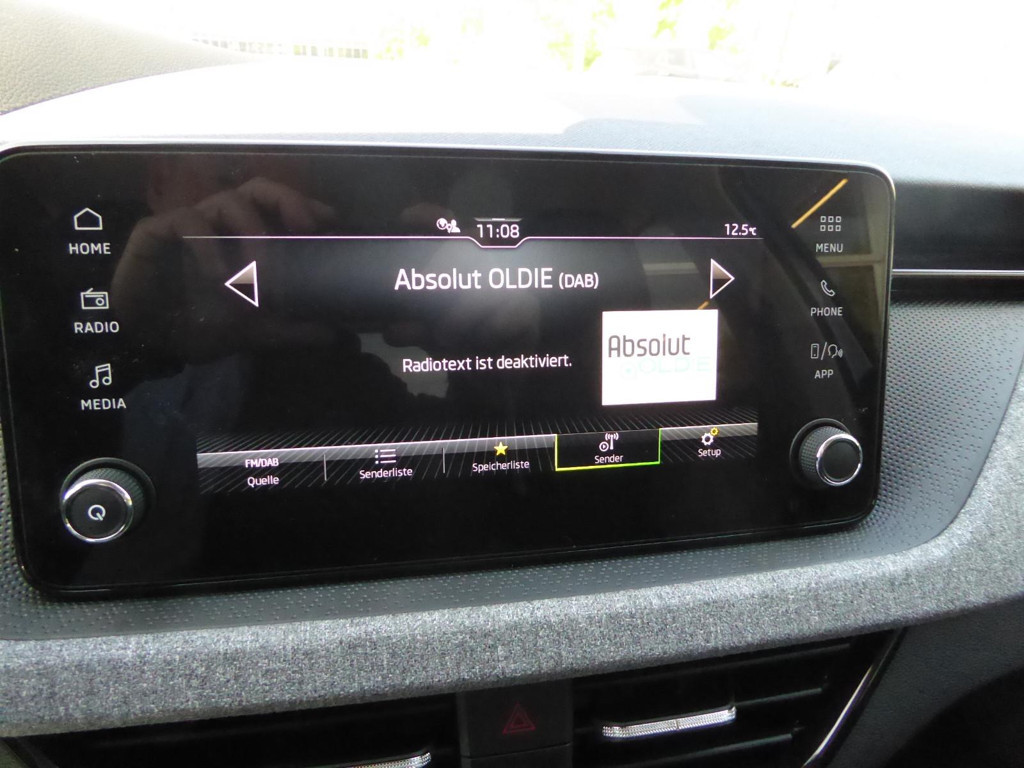 11:08
12.5°C
HOME
MENU
Absolut OLDIE (DAB)
PHONE
RADIO
Absolut
OLDIE
Radiotext ist deaktiviert.
APP
MEDIA
FM/DAB
Quelle
Senderliste
Speicherliste
Sender
Setup